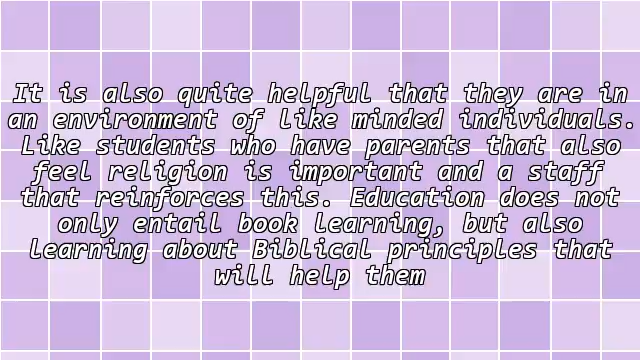 It is also quite helpful that they are in
an environment of like minded individuals.
Like students who have parents that also
feel religion is important and a staff
that reinforces this. Education does not
only entail book learning, but also
learning about Biblical principles that
will help them